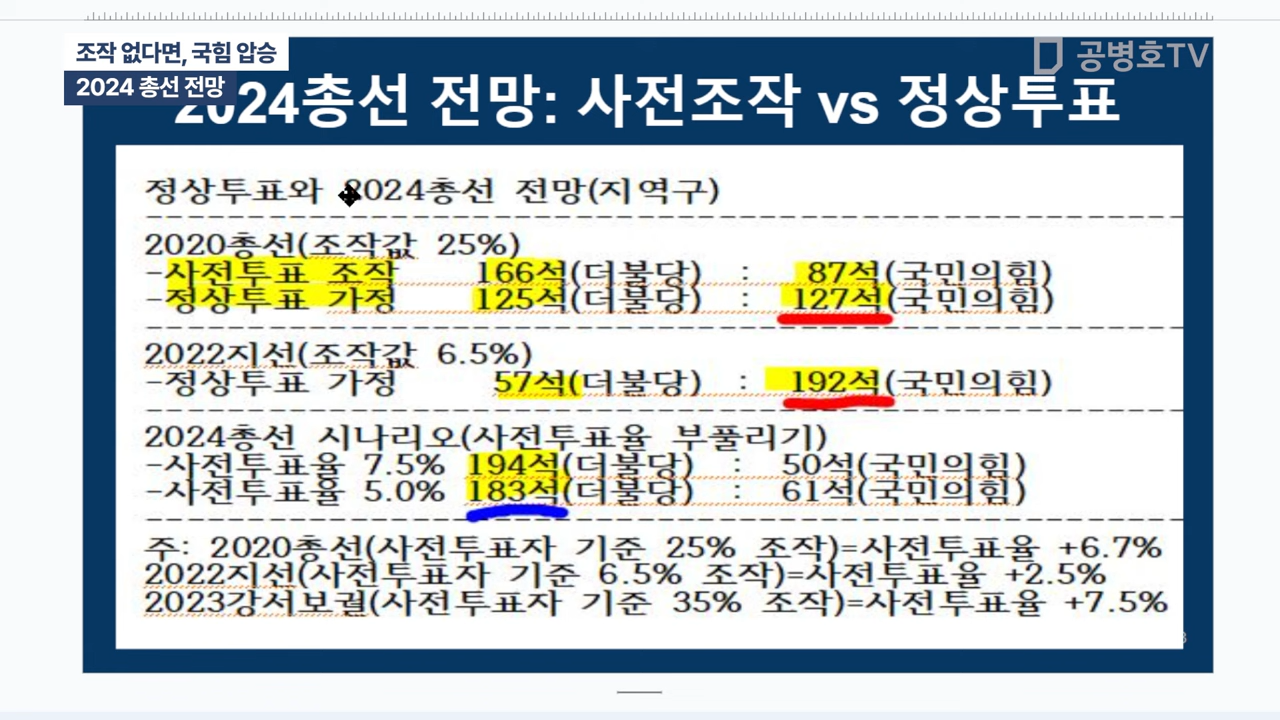 조작 없다면, 국힘 압승
2024 총선 전망
공병호TV
2024총선 전망: 사전조작 vs 정상투표
정상투표와 2024총선 전망(지역구)
2020총선(조작값 25%)
-사전투표 조작 166석(더불당) : 87석(국민의힘)
-정상투표 가정 125석(더불당) : 127석(국민의힘)
2022지선(조작값 6.5%)
-정상투표 가정 57석(더불당) : 192석(국민의힘)
2024총선 시나리오(사전투표율 부풀리기)
-사전투표율 7.5% 194석(더불당) : 50석(국민의힘)
-사전투표율 5.0% 183석(더불당) : 61석(국민의힘)
주: 2020총선(사전투표자 기준 25% 조작)=사전투표율 +6.7%
2022지선(사전투표자 기준 6.5% 조작)=사전투표율 +2.5%
2023강서보궐(사전투표자 기준 35% 조작)=사전투표율 +7.5%